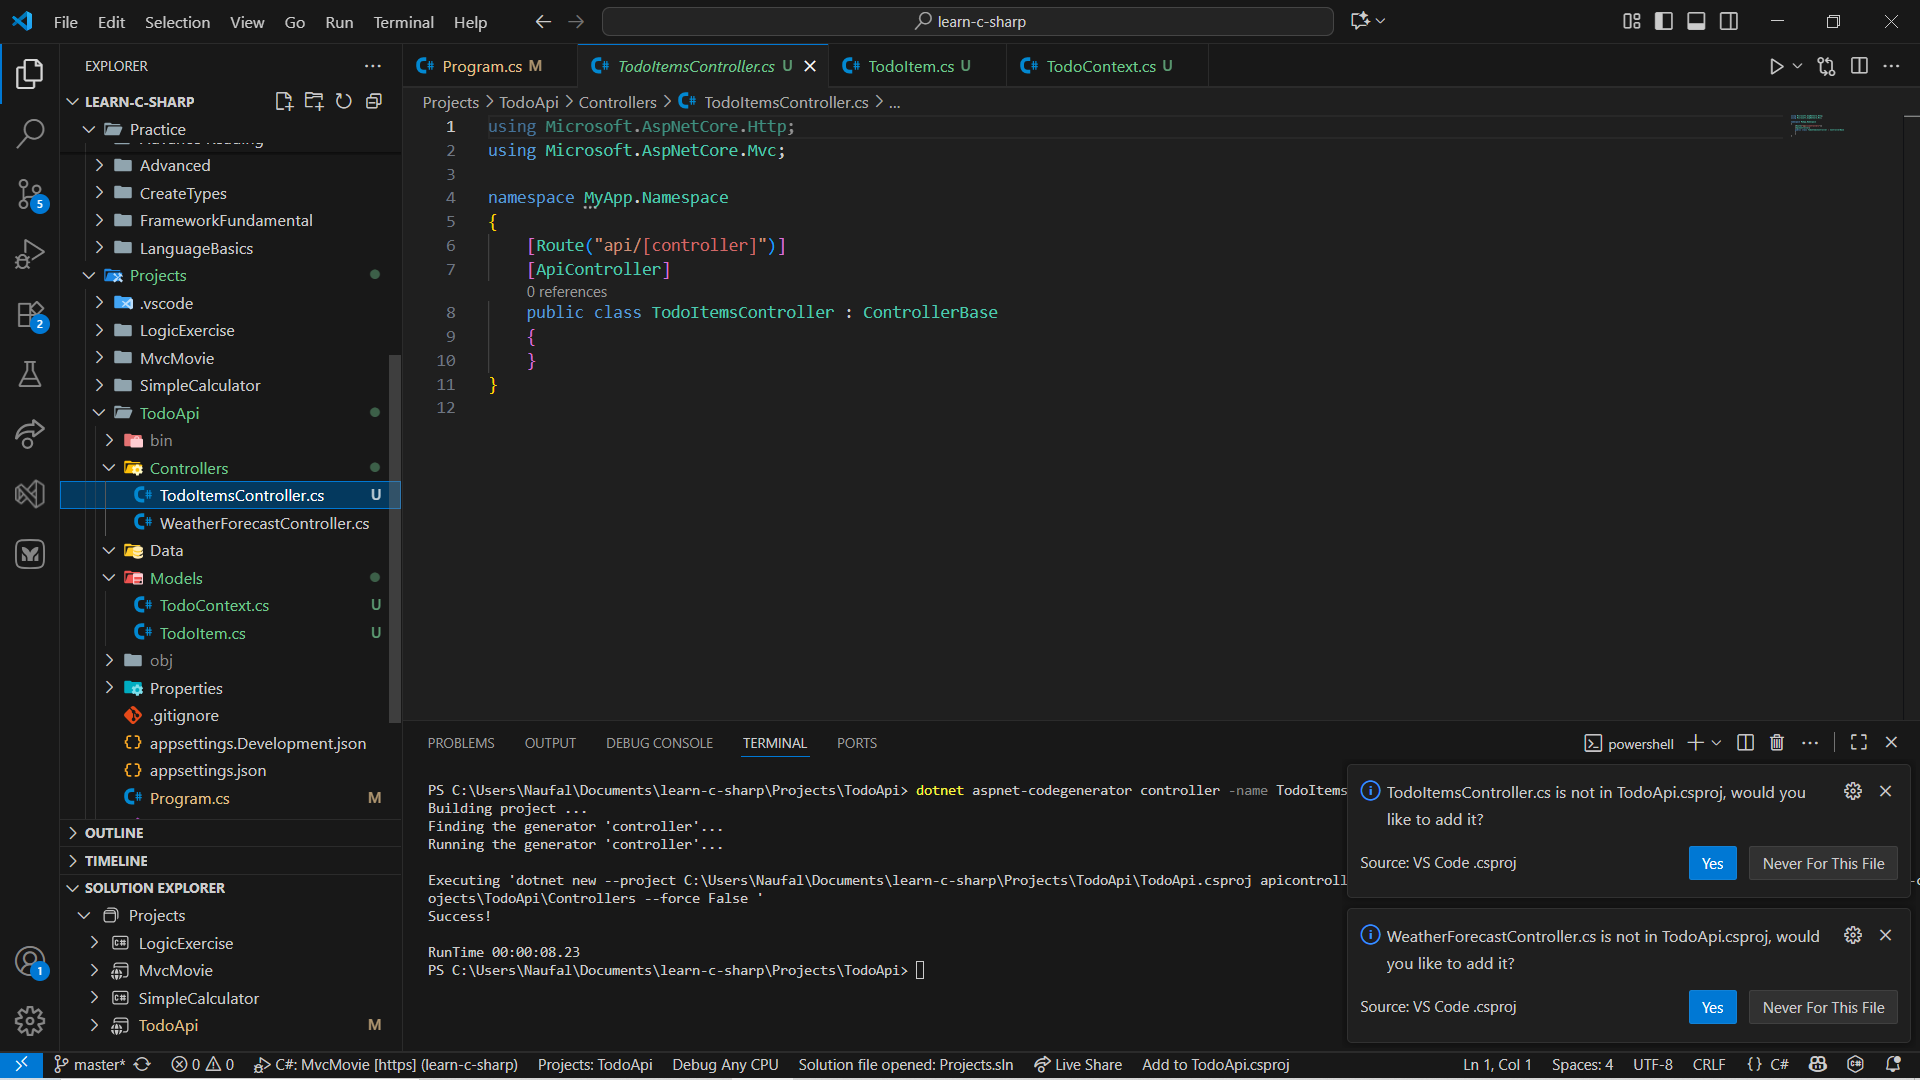 File Edit Selection View Go Run Terminal Help
learn-c-sharp
EXPLORER
LEARN-C-SHARP
Practice
Advanced
CreateTypes
FrameworkFundamental
LanguageBasics
Projects
.vscode
LogicExercise
MvcMovie
SimpleCalculator
TodoApi
bin
Controllers
TodoItemsController.cs U
WeatherForecastController.cs
Data
Models
TodoContext.cs U
TodoItem.cs U
obj
Properties
.gitignore
appsettings.Development.json
appsettings.json
Program.cs M
OUTLINE
TIMELINE
SOLUTION EXPLORER
Projects
LogicExercise
MvcMovie
SimpleCalculator
TodoApi M
5
2
1
Program.cs M
TodoItemsController.cs U
TodoItem.cs U
TodoContext.cs U
Projects > TodoApi > Controllers > TodoItemsController.cs > ...
1 using Microsoft.AspNetCore.Http;
2 using Microsoft.AspNetCore.Mvc;
3
4 namespace MyApp.Namespace
5 {
6 [Route("api/[controller]")]
7 [ApiController]
0 references
8 public class TodoItemsController : ControllerBase
9 {
10 }
11 }
12
PROBLEMS OUTPUT DEBUG CONSOLE TERMINAL PORTS
powershell
PS C:\Users\Naufal\Documents\learn-c-sharp\Projects\TodoApi> dotnet aspnet-codegenerator controller -name TodoItems
Building project ...
Finding the generator 'controller'...
Running the generator 'controller'...
Executing 'dotnet new --project C:\Users\Naufal\Documents\learn-c-sharp\Projects\TodoApi\TodoApi.csproj apicontroll
ojects\TodoApi\Controllers --force False '
Success!
RunTime 00:00:08.23
PS C:\Users\Naufal\Documents\learn-c-sharp\Projects\TodoApi>
TodoItemsController.cs is not in TodoApi.csproj, would you
like to add it?
Source: VS Code .csproj
Yes
Never For This File
WeatherForecastController.cs is not in TodoApi.csproj, would
you like to add it?
Source: VS Code .csproj
Yes
Never For This File
master* 0 0 C#: MvcMovie [https] (learn-c-sharp) Projects: TodoApi Debug Any CPU Solution file opened: Projects.sln Live Share Add to TodoApi.csproj Ln 1, Col 1 Spaces: 4 UTF-8 CRLF {} C#